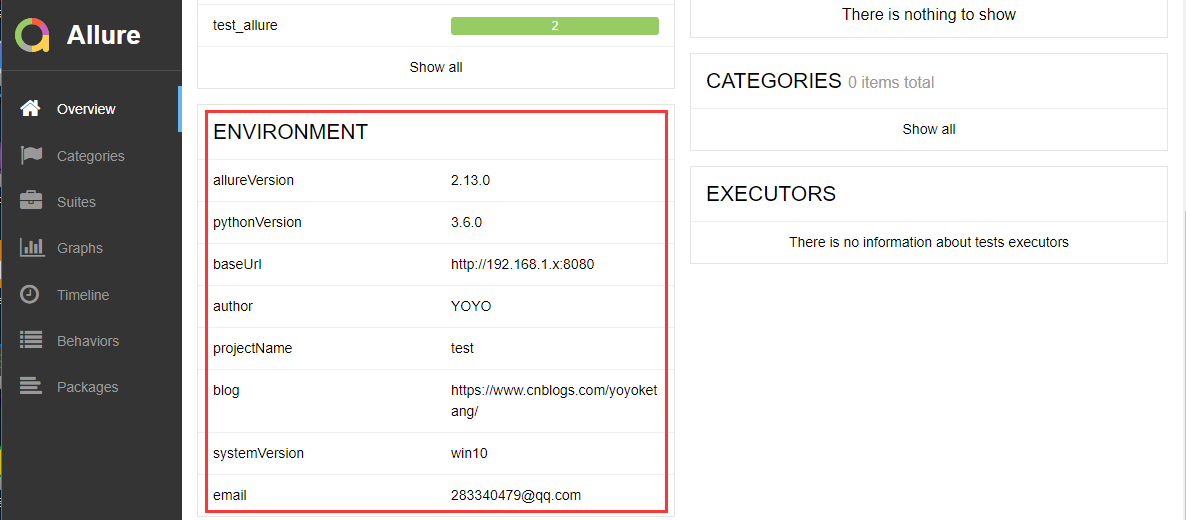 Allure
Overview
Categories
Suites
Graphs
Timeline
Behaviors
Packages
test_allure 2
Show all
ENVIRONMENT
allureVersion 2.13.0
pythonVersion 3.6.0
baseUrl http://192.168.1.x:8080
author YOYO
projectName test
blog https://www.cnblogs.com/yoyoket
ang/
systemVersion win10
email 283340479@qq.com
There is nothing to show
CATEGORIES 0 items total
Show all
EXECUTORS
There is no information about tests executors